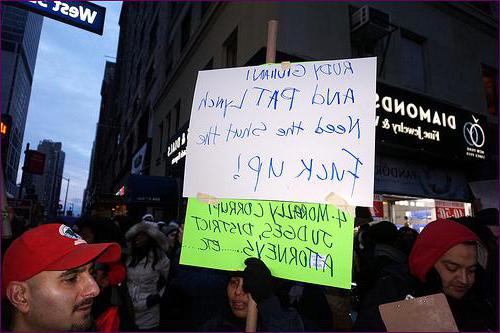 West
RUDY GIULIANI
AND PAT Lynch
Need the Shut the
FUCK UP!
4-MORALLY CORRUPT
JUDGES, DISTRICT
ATTORNEYS, ETC.....
DIAMONDS
Fine Jewelry &
PANDORA